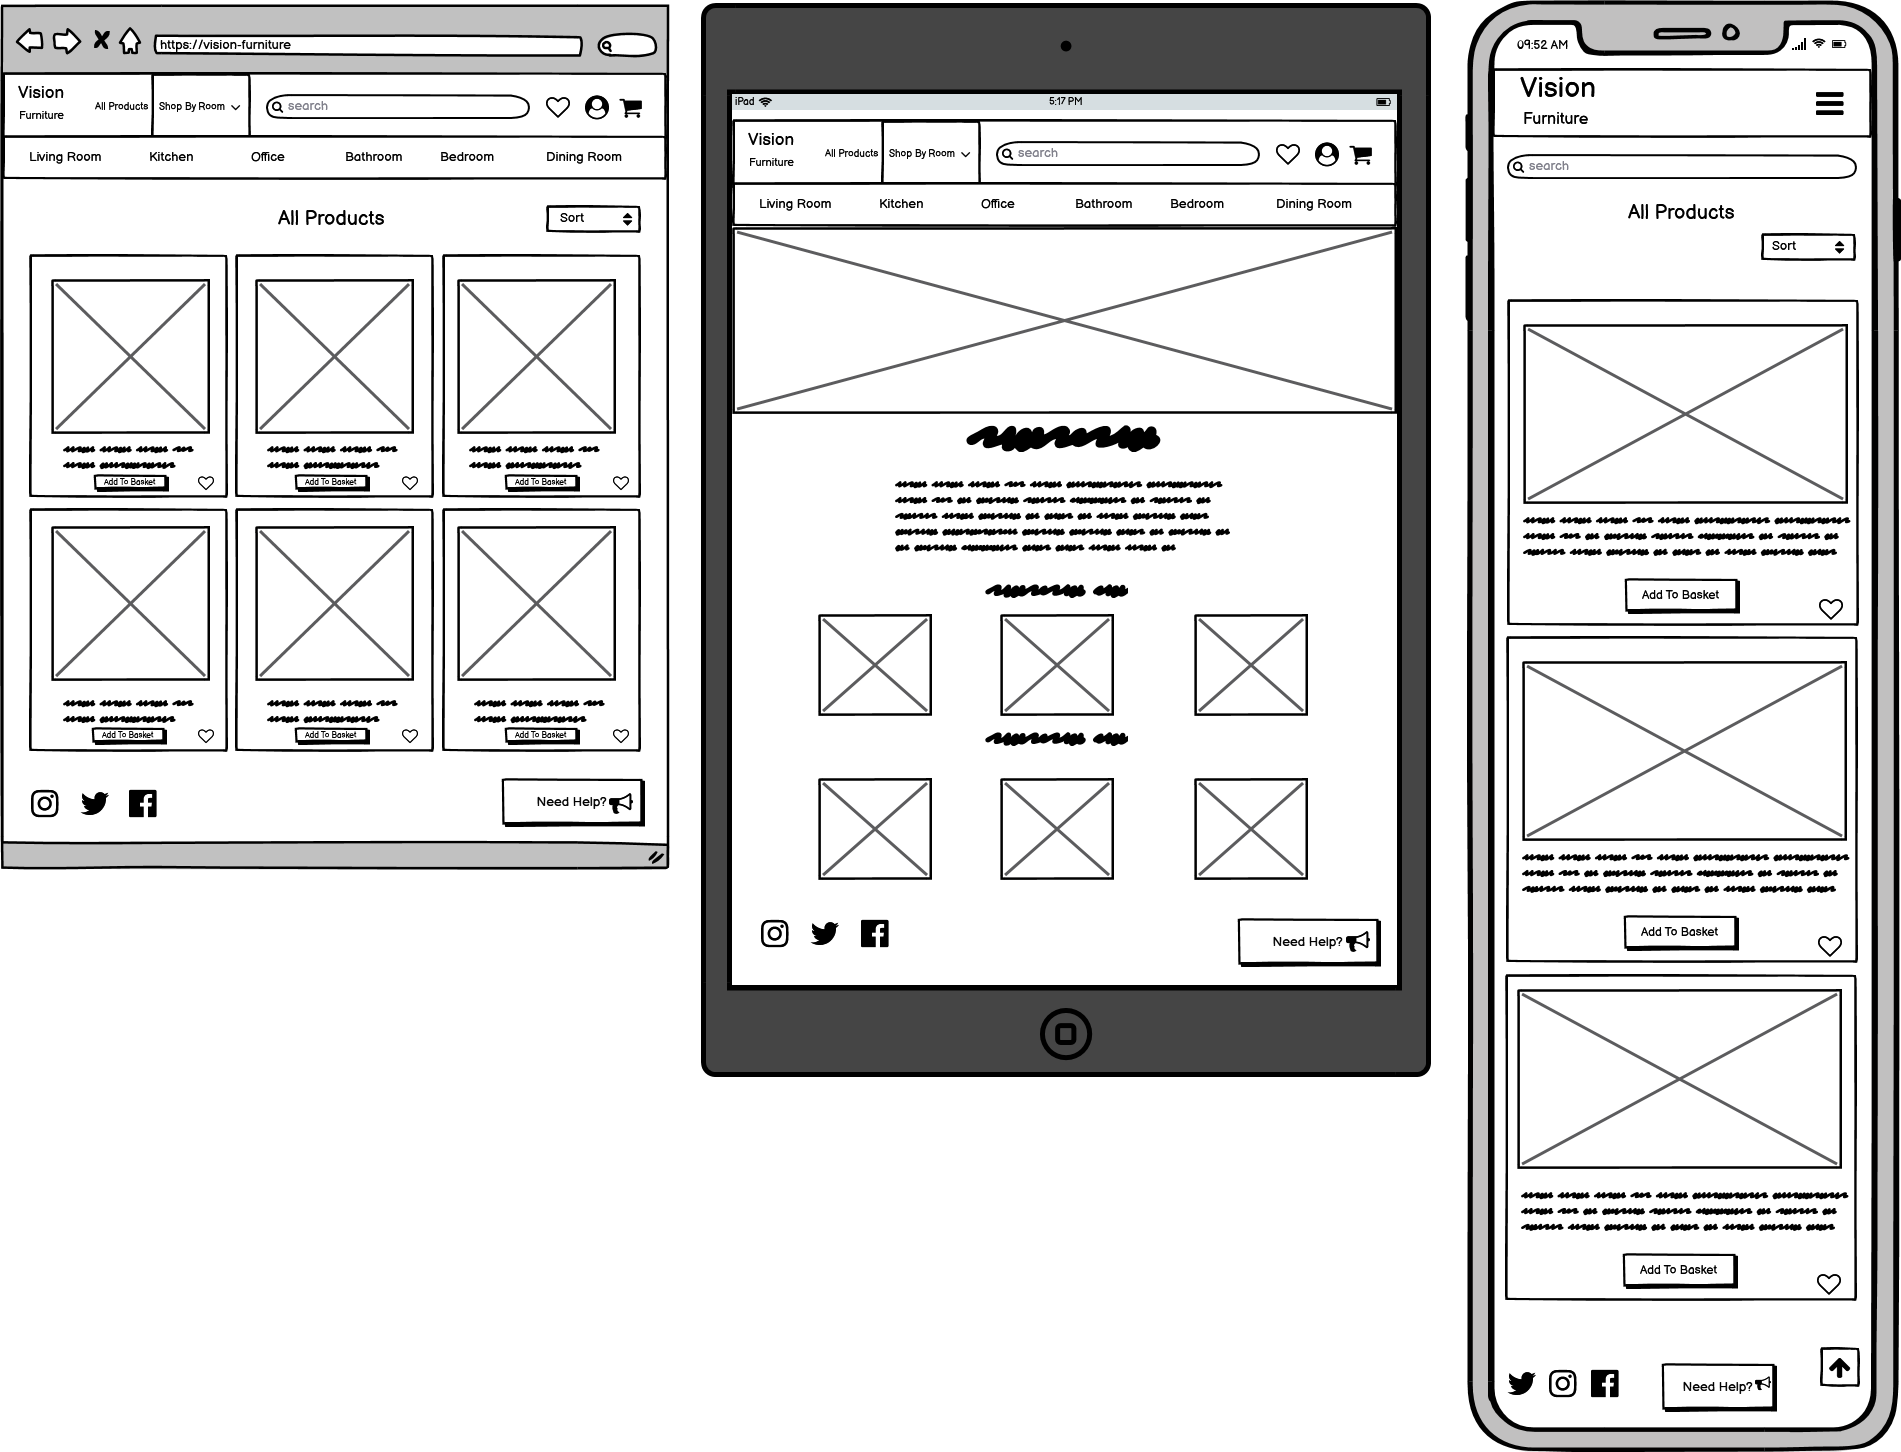 https://vision-furniture
Vision
Furniture
All Products
Shop By Room
search
Living Room
Kitchen
Office
Bathroom
Bedroom
Dining Room
All Products
Sort
Add To Basket
Add To Basket
Add To Basket
Add To Basket
Add To Basket
Add To Basket
Need Help?
iPad
5:17 PM
Vision
Furniture
All Products
Shop By Room
search
Living Room
Kitchen
Office
Bathroom
Bedroom
Dining Room
Need Help?
09:52 AM
Vision
Furniture
search
All Products
Sort
Add To Basket
Add To Basket
Add To Basket
Need Help?